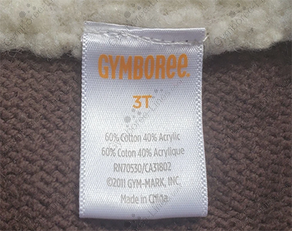 GYMBOREE.
3T
60% Cotton 40% Acrylic
60% Coton 40% Acrylique
RN70530/CA31802
©2011 GYM-MARK, INC.
Made in China